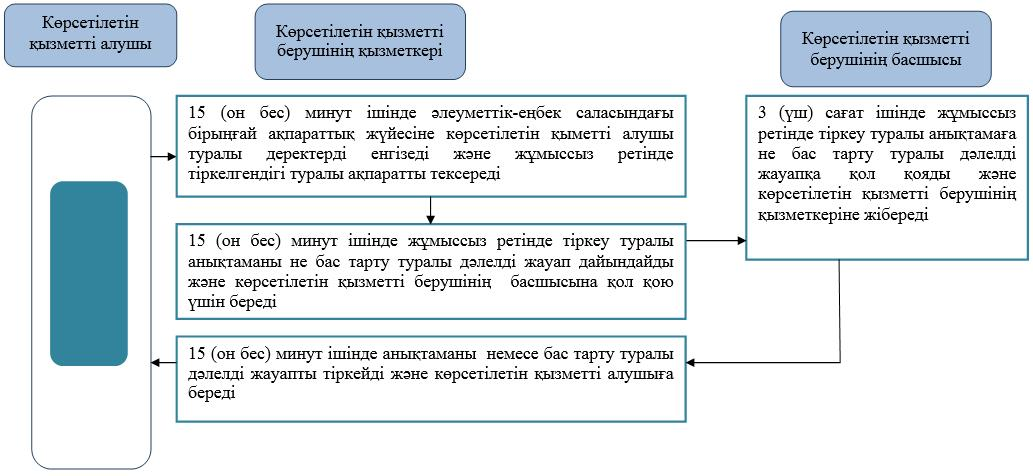 Көрсетілетін
қызметті алушы
Көрсетілетін қызметті
берушінің қызметкері
Көрсетілетін қызметті
берушінің басшысы
15 (он бес) минут ішінде әлеуметтік-еңбек саласындағы
бірыңғай ақпараттық жүйесіне көрсетілетін қыметті алушы
туралы деректерді енгізеді және жұмыссыз ретінде
тіркелгендігі туралы ақпаратты тексереді
3 (үш) сағат ішінде жұмыссыз
ретінде тіркеу туралы анықтамаға
не бас тарту туралы дәлелді
жауапқа қол қояды және
көрсетілетін қызметті берушінің
қызметкеріне жібереді
15 (он бес) минут ішінде жұмыссыз ретінде тіркеу туралы
анықтаманы не бас тарту туралы дәлелді жауап дайындайды
және көрсетілетін қызметті берушінің басшысына қол қою
үшін береді
15 (он бес) минут ішінде анықтаманы немесе бас тарту туралы
дәлелді жауапты тіркейді және көрсетілетін қызметті алушыға
береді